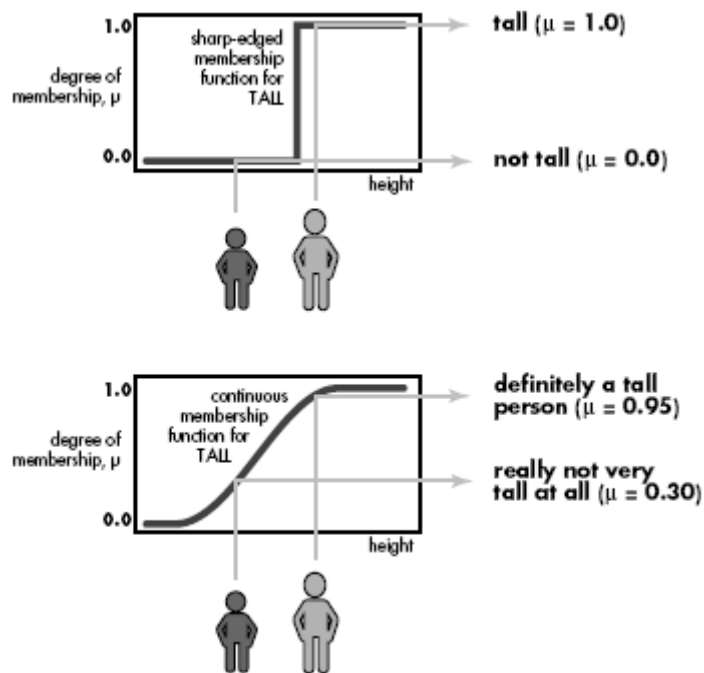 1.0
sharp-edged
membership
function for
TALL
degree of
membership, µ
0.0
height
tall (µ = 1.0)
not tall (µ = 0.0)
1.0
continuous
membership
function for
TALL
degree of
membership, µ
0.0
height
definitely a tall
person (µ = 0.95)
really not very
tall at all (µ = 0.30)